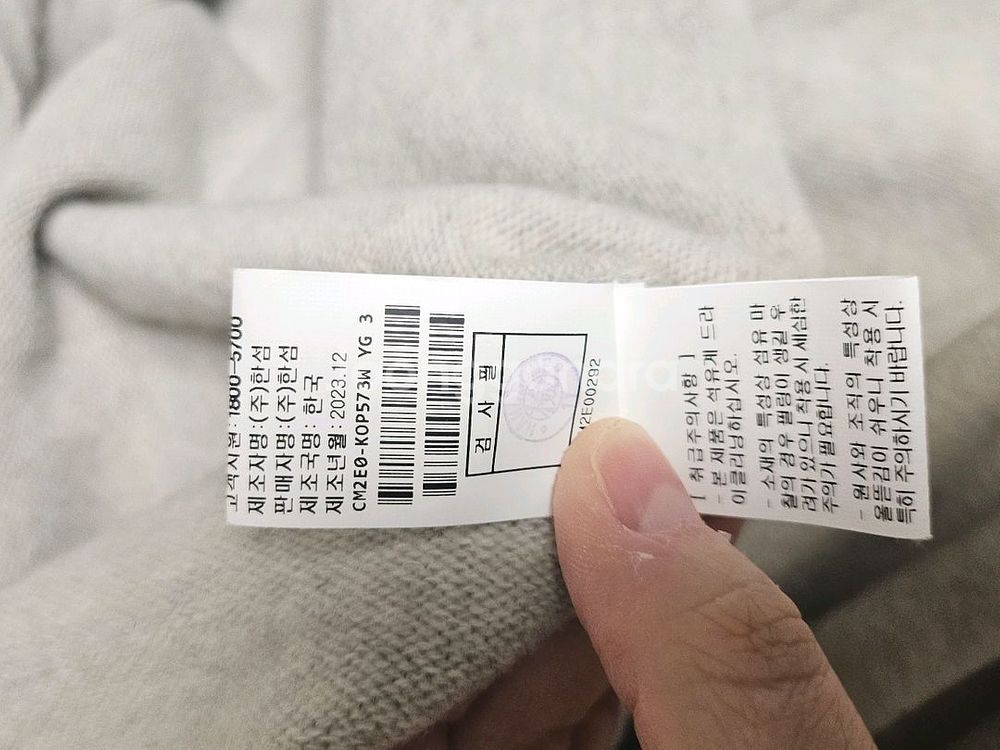 고객지원: 1800-5700
제조자명:(주)한섬
판매자명:(주)한섬
제조국명: 한국
제조년월: 2023.12
CM2E0-KOP573W YG 3
검 사 필
M2E00292
[ 취급주의사항 ]
- 본 제품은 석유계 드라
이클리닝하십시오.
- 소재의 특성상 섬유 마
찰의 경우 필링이 생길 우
려가 있으니 착용 시 세심한
주의가 필요합니다.
- 원사와 조직의 특성상
올뜯김이 쉬우니 착용 시
특히 주의하시기 바랍니다.